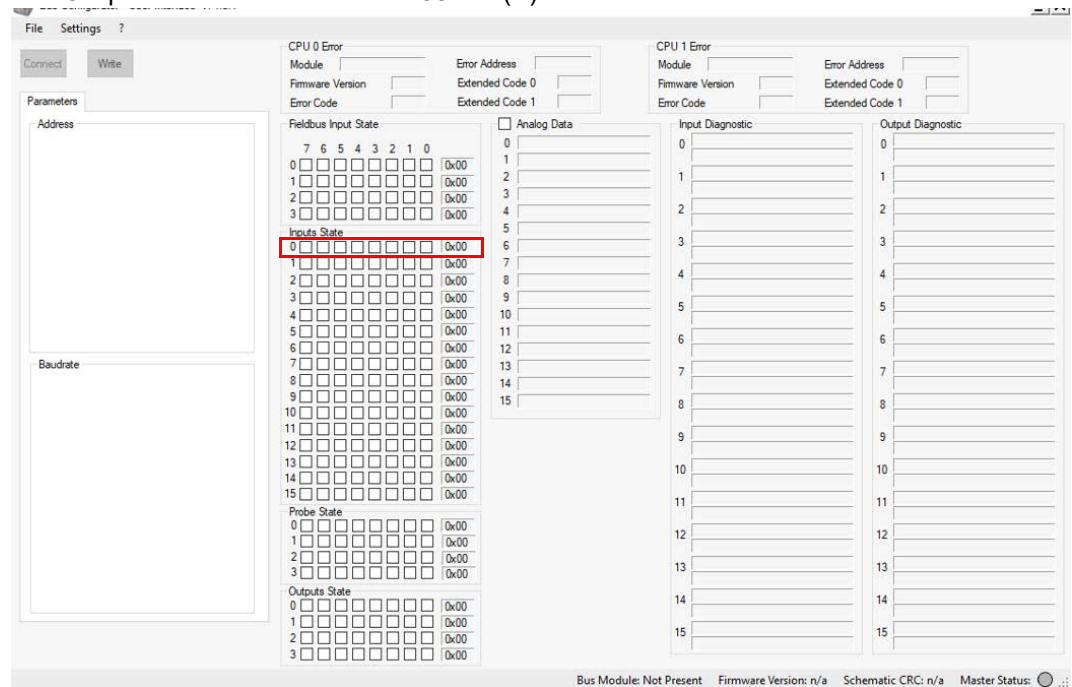 File Settings ?
Connect Write
Parameters
Address
Baudrate
CPU 0 Error
Module Error Address
Firmware Version Extended Code 0
Error Code Extended Code 1
CPU 1 Error
Module Error Address
Firmware Version Extended Code 0
Error Code Extended Code 1
Fieldbus Input State
7 6 5 4 3 2 1 0
0 0x00
1 0x00
2 0x00
3 0x00
Inputs State
0 0x00
1 0x00
2 0x00
3 0x00
4 0x00
5 0x00
6 0x00
7 0x00
8 0x00
9 0x00
10 0x00
11 0x00
12 0x00
13 0x00
14 0x00
15 0x00
Probe State
0 0x00
1 0x00
2 0x00
3 0x00
Outputs State
0 0x00
1 0x00
2 0x00
3 0x00
Analog Data
0
1
2
3
4
5
6
7
8
9
10
11
12
13
14
15
Input Diagnostic
0
1
2
3
4
5
6
7
8
9
10
11
12
13
14
15
Output Diagnostic
0
1
2
3
4
5
6
7
8
9
10
11
12
13
14
15
Bus Module: Not Present Firmware Version: n/a Schematic CRC: n/a Master Status: